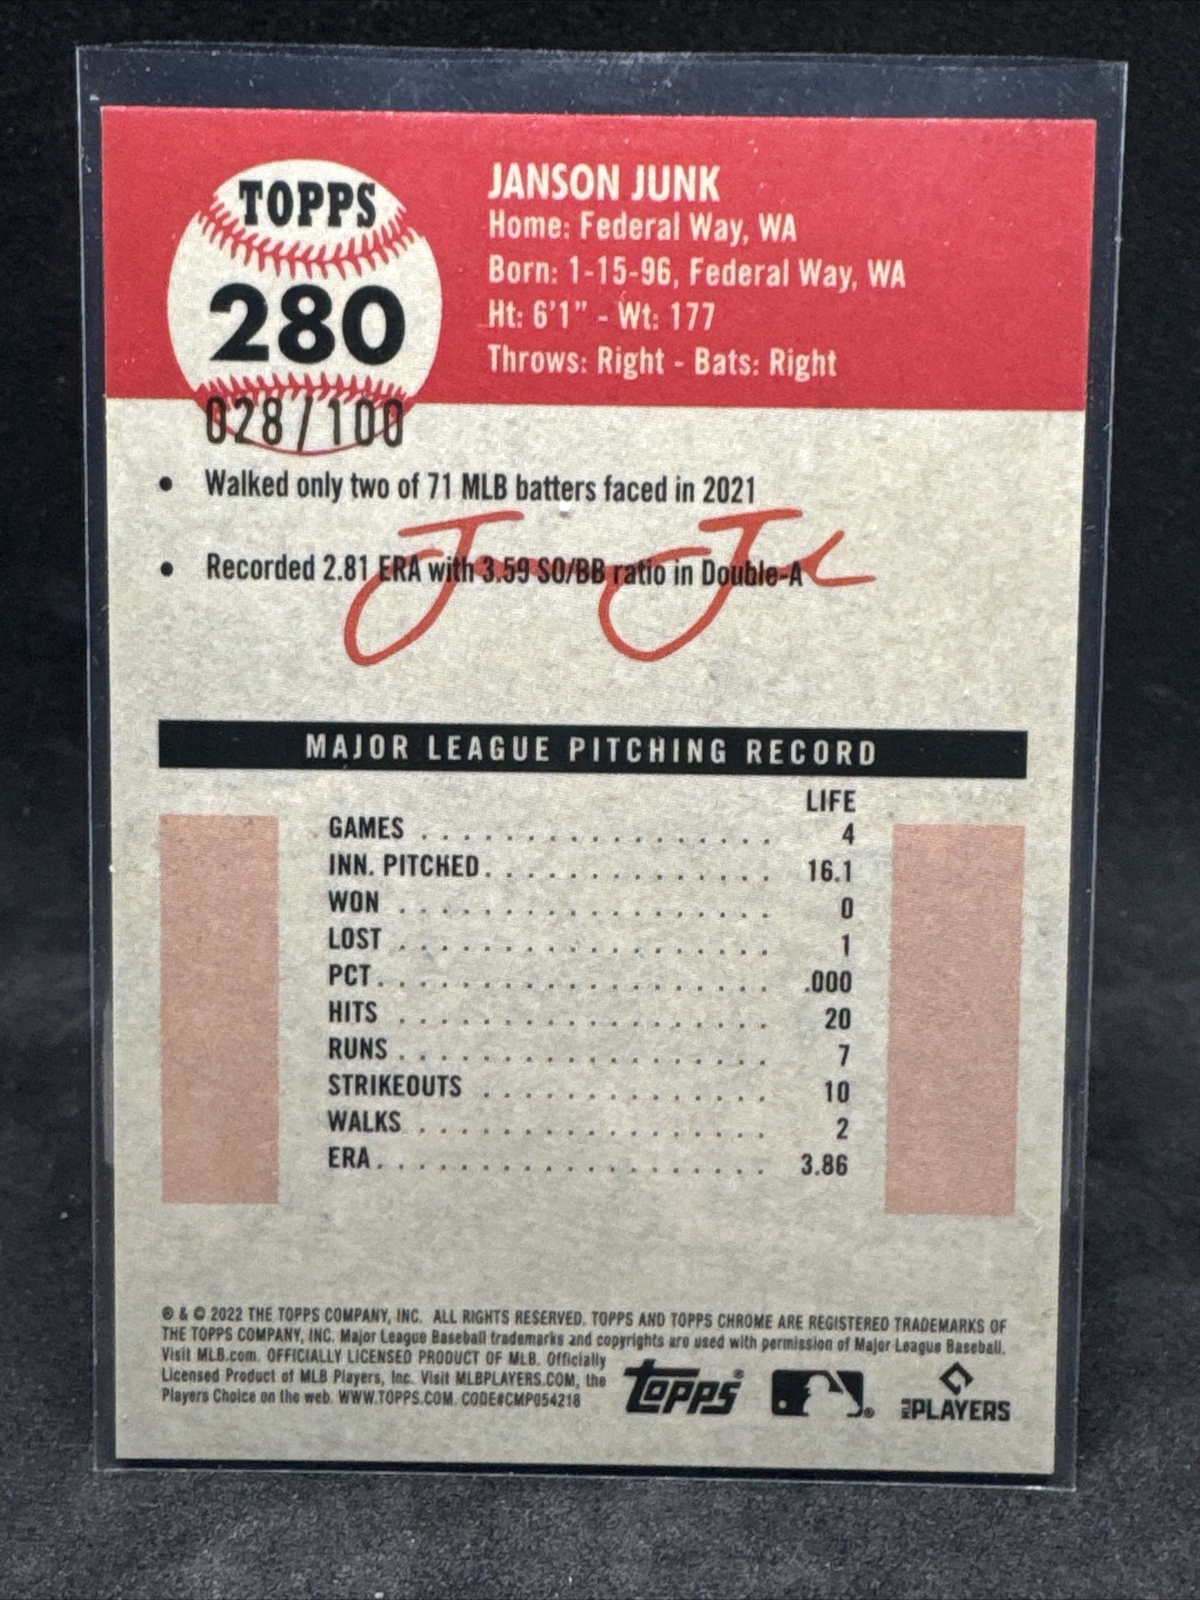 TOPPS
280
028/100
JANSON JUNK
Home: Federal Way, WA
Born: 1-15-96, Federal Way, WA
Ht: 6'1" - Wt: 177
Throws: Right - Bats: Right
• Walked only two of 71 MLB batters faced in 2021
• Recorded 2.81 ERA with 3.59 SO/BB ratio in Double-A
MAJOR LEAGUE PITCHING RECORD
LIFE
GAMES . . . . . . . . . . . . . . . . . 4
INN. PITCHED. . . . . . . . . . . . . . 16.1
WON . . . . . . . . . . . . . . . . . . 0
LOST . . . . . . . . . . . . . . . . . . 1
PCT. . . . . . . . . . . . . . . . . . . .000
HITS . . . . . . . . . . . . . . . . . . 20
RUNS . . . . . . . . . . . . . . . . . . 7
STRIKEOUTS . . . . . . . . . . . . . . 10
WALKS . . . . . . . . . . . . . . . . . 2
ERA. . . . . . . . . . . . . . . . . . . 3.86
® & © 2022 THE TOPPS COMPANY, INC. ALL RIGHTS RESERVED. TOPPS AND TOPPS CHROME ARE REGISTERED TRADEMARKS OF
THE TOPPS COMPANY, INC. Major League Baseball trademarks and copyrights are used with permission of Major League Baseball.
Visit MLB.com. OFFICIALLY LICENSED PRODUCT OF MLB. Officially
Licensed Product of MLB Players, Inc. Visit MLBPLAYERS.COM, the
Players Choice on the web. WWW.TOPPS.COM. CODE#CMP054218
topps®
®
MLB PLAYERS